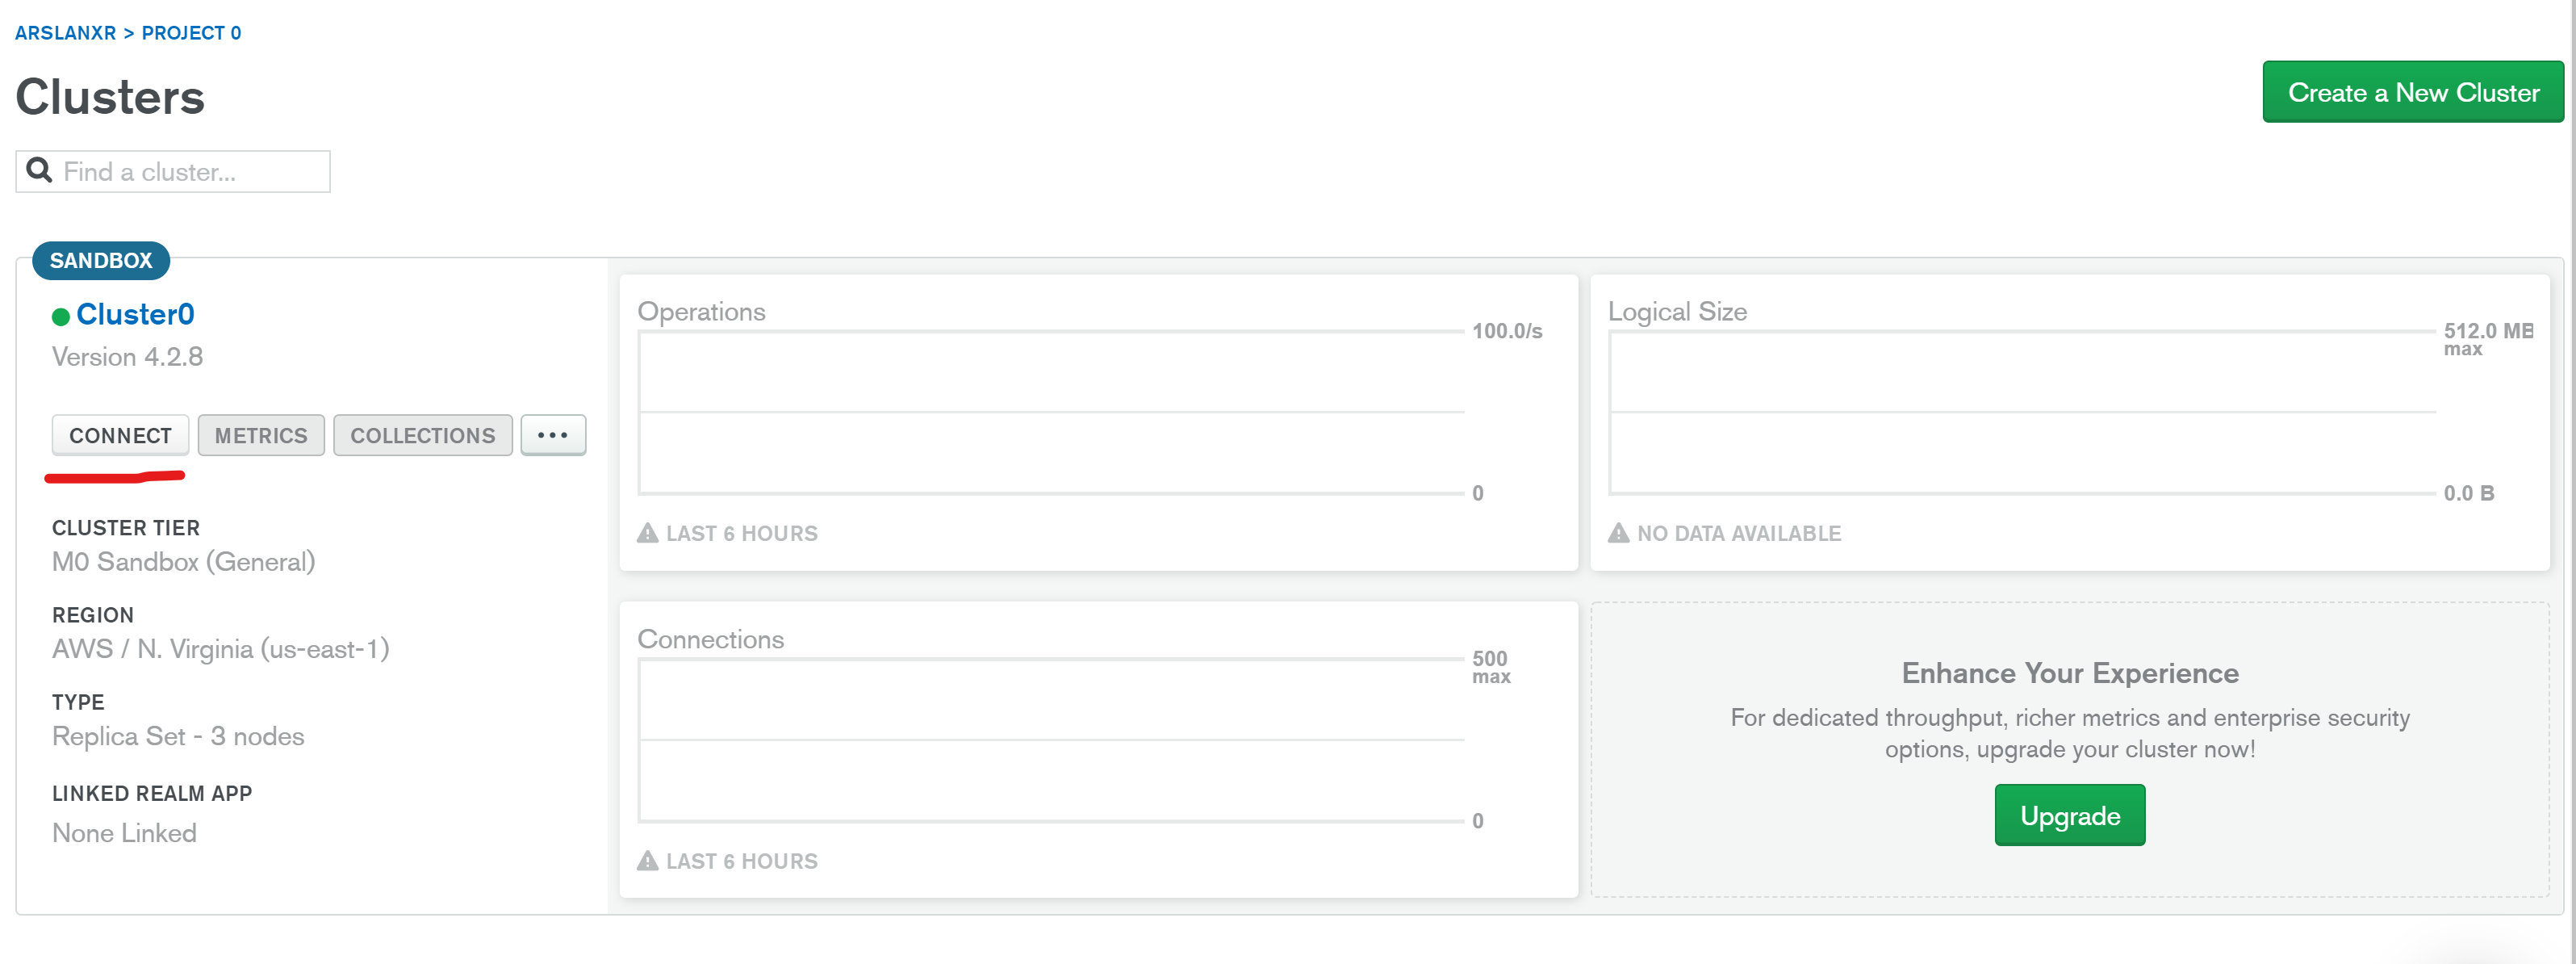 ARSLANXR > PROJECT 0
Clusters
Create a New Cluster
Find a cluster...
SANDBOX
Cluster0
Version 4.2.8
CONNECT METRICS COLLECTIONS ...
CLUSTER TIER
M0 Sandbox (General)
REGION
AWS / N. Virginia (us-east-1)
TYPE
Replica Set - 3 nodes
LINKED REALM APP
None Linked
Operations
100.0/s
0
LAST 6 HOURS
Logical Size
512.0 MB
max
0.0 B
NO DATA AVAILABLE
Connections
500
max
0
LAST 6 HOURS
Enhance Your Experience
For dedicated throughput, richer metrics and enterprise security
options, upgrade your cluster now!
Upgrade